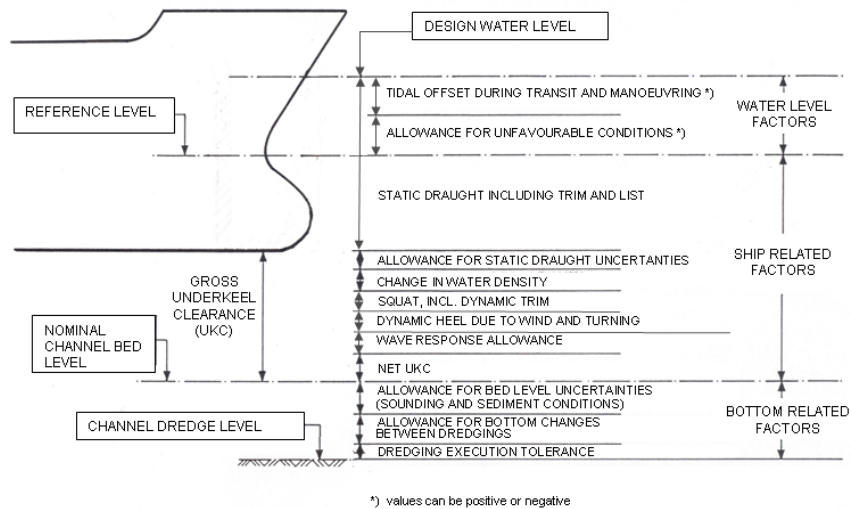 DESIGN WATER LEVEL
TIDAL OFFSET DURING TRANSIT AND MANOEUVRING *)
WATER LEVEL
FACTORS
REFERENCE LEVEL
ALLOWANCE FOR UNFAVOURABLE CONDITIONS *)
STATIC DRAUGHT INCLUDING TRIM AND LIST
SHIP RELATED
FACTORS
ALLOWANCE FOR STATIC DRAUGHT UNCERTANTIES
GROSS
UNDERKEEL
CLEARANCE
(UKC)
CHANGE IN WATER DENSITY
SQUAT, INCL. DYNAMIC TRIM
DYNAMIC HEEL DUE TO WIND AND TURNING
NOMINAL
CHANNEL BED
LEVEL
WAVE RESPONSE ALLOWANCE
NET UKC
ALLOWANCE FOR BED LEVEL UNCERTAINTIES
(SOUNDING AND SEDIMENT CONDITIONS)
BOTTOM RELATED
FACTORS
CHANNEL DREDGE LEVEL
ALLOWANCE FOR BOTTOM CHANGES
BETWEEN DREDGINGS
DREDGING EXECUTION TOLERANCE
*) values can be positive or negative